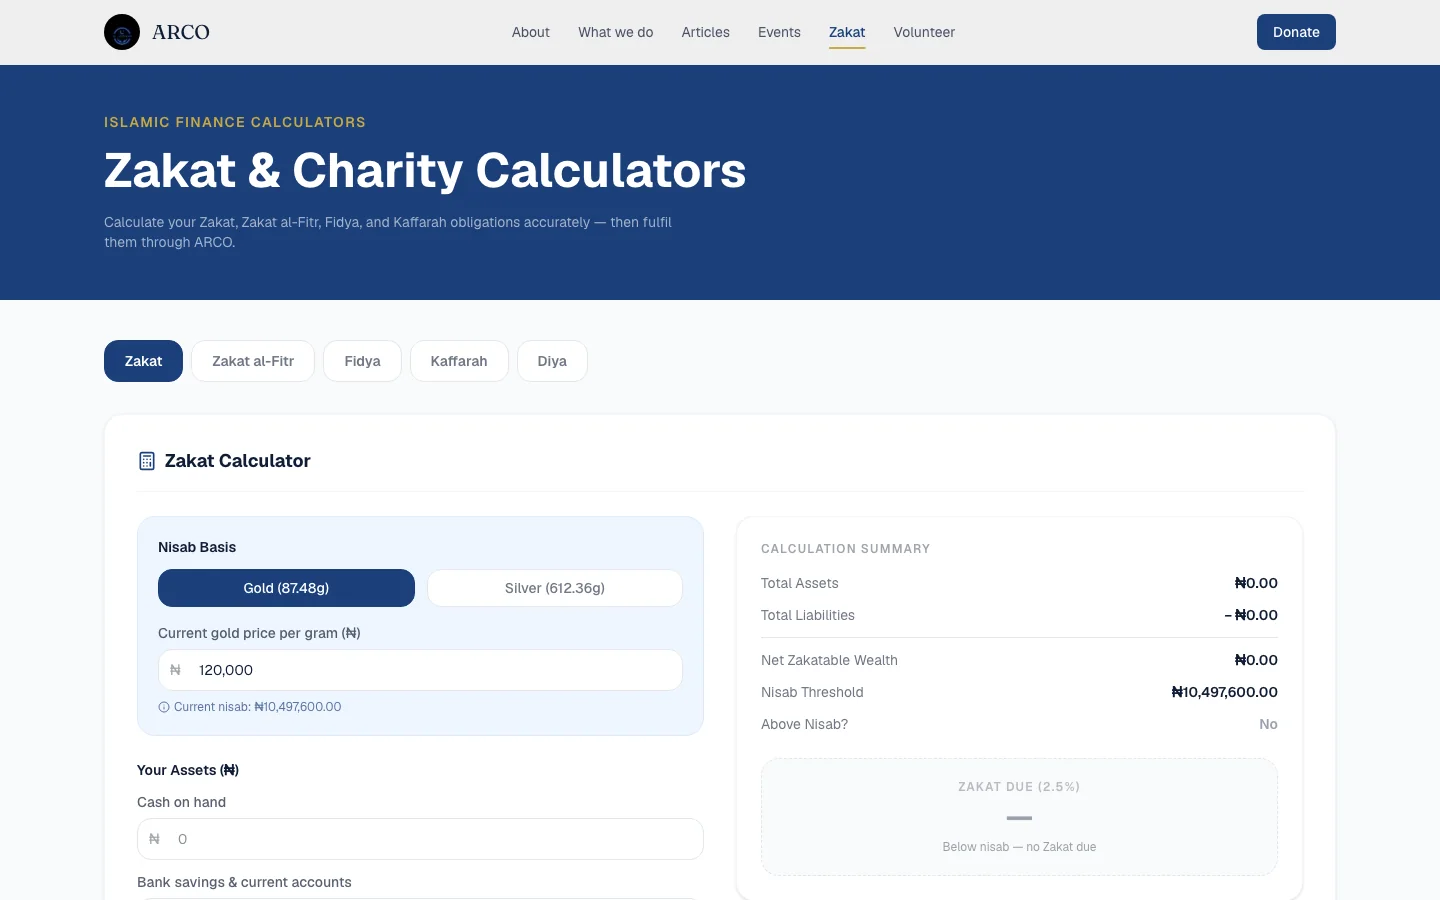 ARCO
About
What we do
Articles
Events
Zakat
Volunteer
Donate
ISLAMIC FINANCE CALCULATORS
Zakat & Charity Calculators
Calculate your Zakat, Zakat al-Fitr, Fidya, and Kaffarah obligations accurately — then fulfil
them through ARCO.
Zakat
Zakat al-Fitr
Fidya
Kaffarah
Diya
Zakat Calculator
Nisab Basis
Gold (87.48g)
Silver (612.36g)
Current gold price per gram (₦)
₦ 120,000
Current nisab: ₦10,497,600.00
Your Assets (₦)
Cash on hand
₦ 0
Bank savings & current accounts
CALCULATION SUMMARY
Total Assets ₦0.00
Total Liabilities − ₦0.00
Net Zakatable Wealth ₦0.00
Nisab Threshold ₦10,497,600.00
Above Nisab? No
ZAKAT DUE (2.5%)
—
Below nisab — no Zakat due